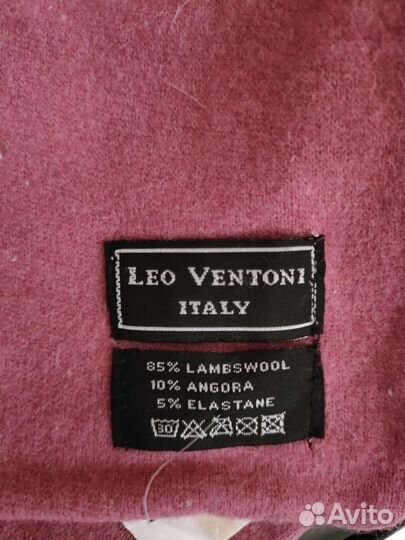 LEO VENTONI
ITALY
85% LAMBSWOOL
10% ANGORA
5% ELASTANE
30
Avito